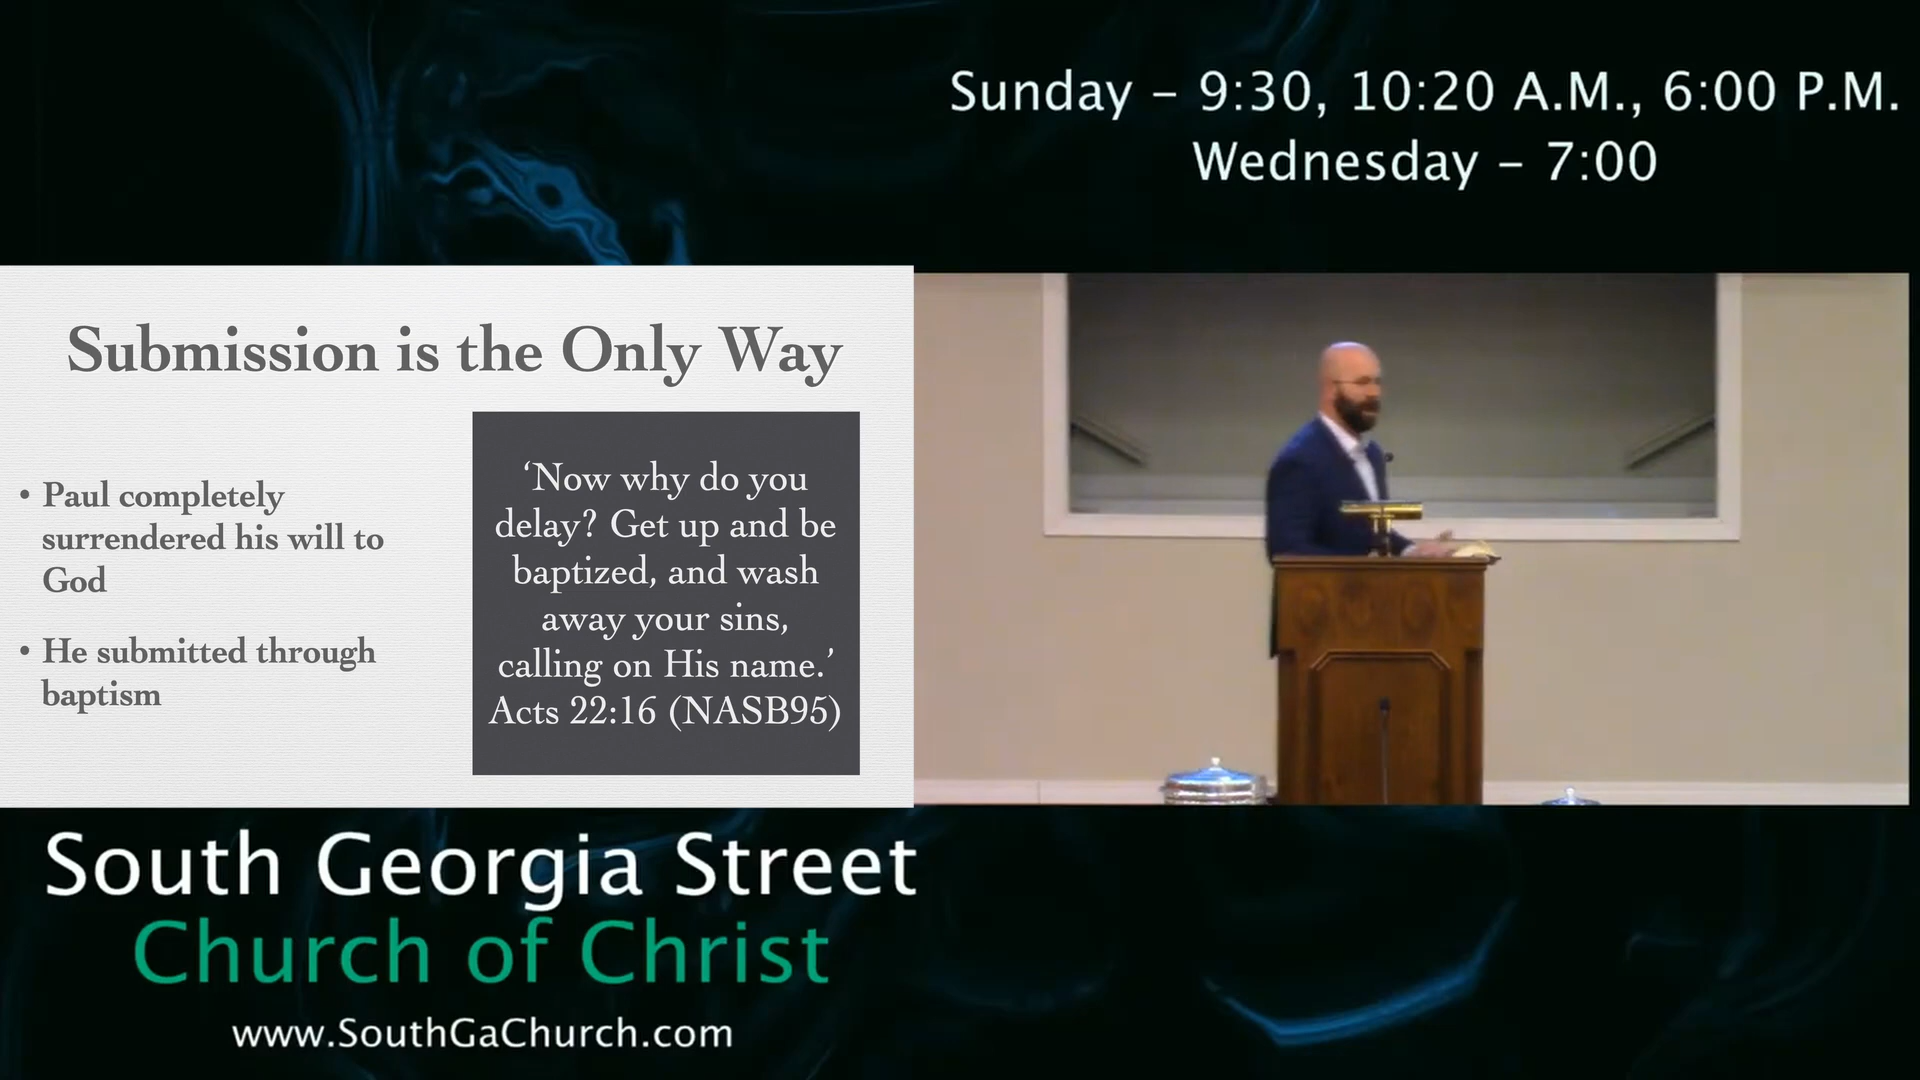 Sunday – 9:30, 10:20 A.M., 6:00 P.M.
Wednesday – 7:00
Submission is the Only Way
• Paul completely
surrendered his will to
God
• He submitted through
baptism
‘Now why do you
delay? Get up and be
baptized, and wash
away your sins,
calling on His name.’
Acts 22:16 (NASB95)
South Georgia Street
Church of Christ
www.SouthGaChurch.com